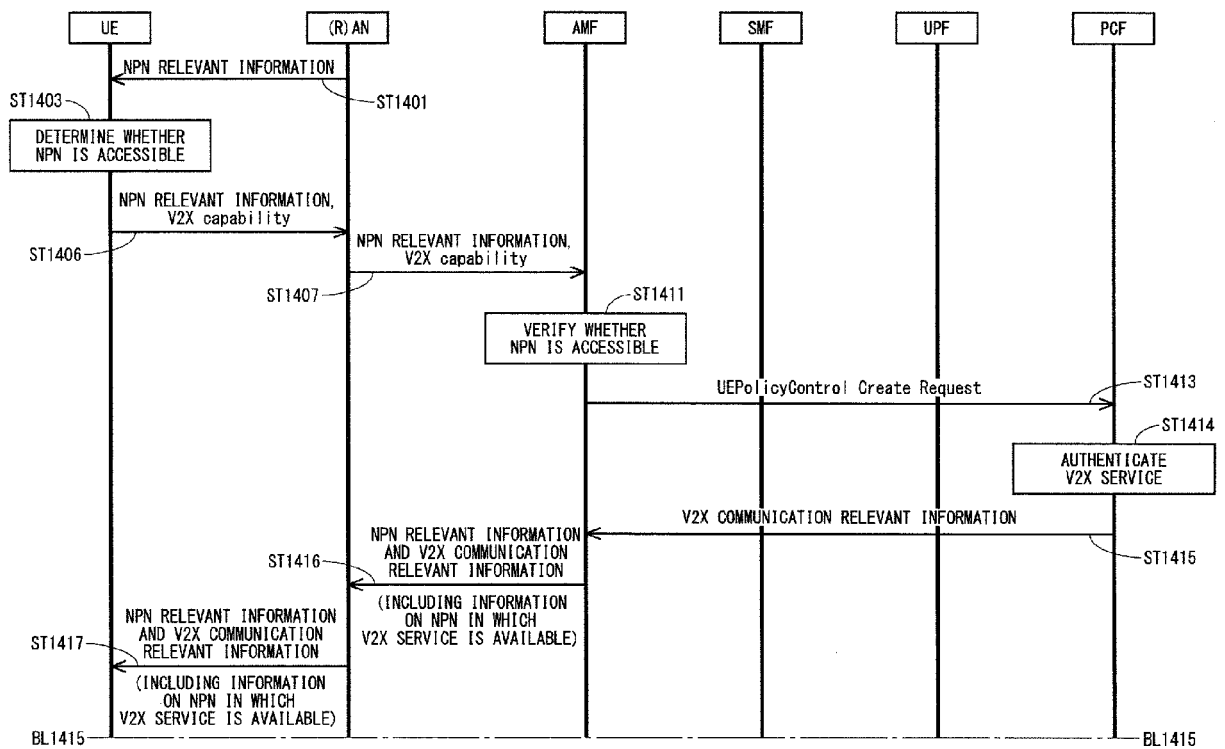 UE
(R)AN
AMF
SMF
UPF
PCF
NPN RELEVANT INFORMATION
ST1401
ST1403
DETERMINE WHETHER
NPN IS ACCESSIBLE
NPN RELEVANT INFORMATION,
V2X capability
ST1406
NPN RELEVANT INFORMATION,
V2X capability
ST1407
ST1411
VERIFY WHETHER
NPN IS ACCESSIBLE
UEPolicyControl Create Request
ST1413
ST1414
AUTHENTICATE
V2X SERVICE
V2X COMMUNICATION RELEVANT INFORMATION
ST1415
NPN RELEVANT INFORMATION
AND V2X COMMUNICATION
RELEVANT INFORMATION
ST1416
(INCLUDING INFORMATION
ON NPN IN WHICH
V2X SERVICE IS AVAILABLE)
NPN RELEVANT INFORMATION
AND V2X COMMUNICATION
RELEVANT INFORMATION
ST1417
(INCLUDING INFORMATION
ON NPN IN WHICH
V2X SERVICE IS AVAILABLE)
BL1415
BL1415